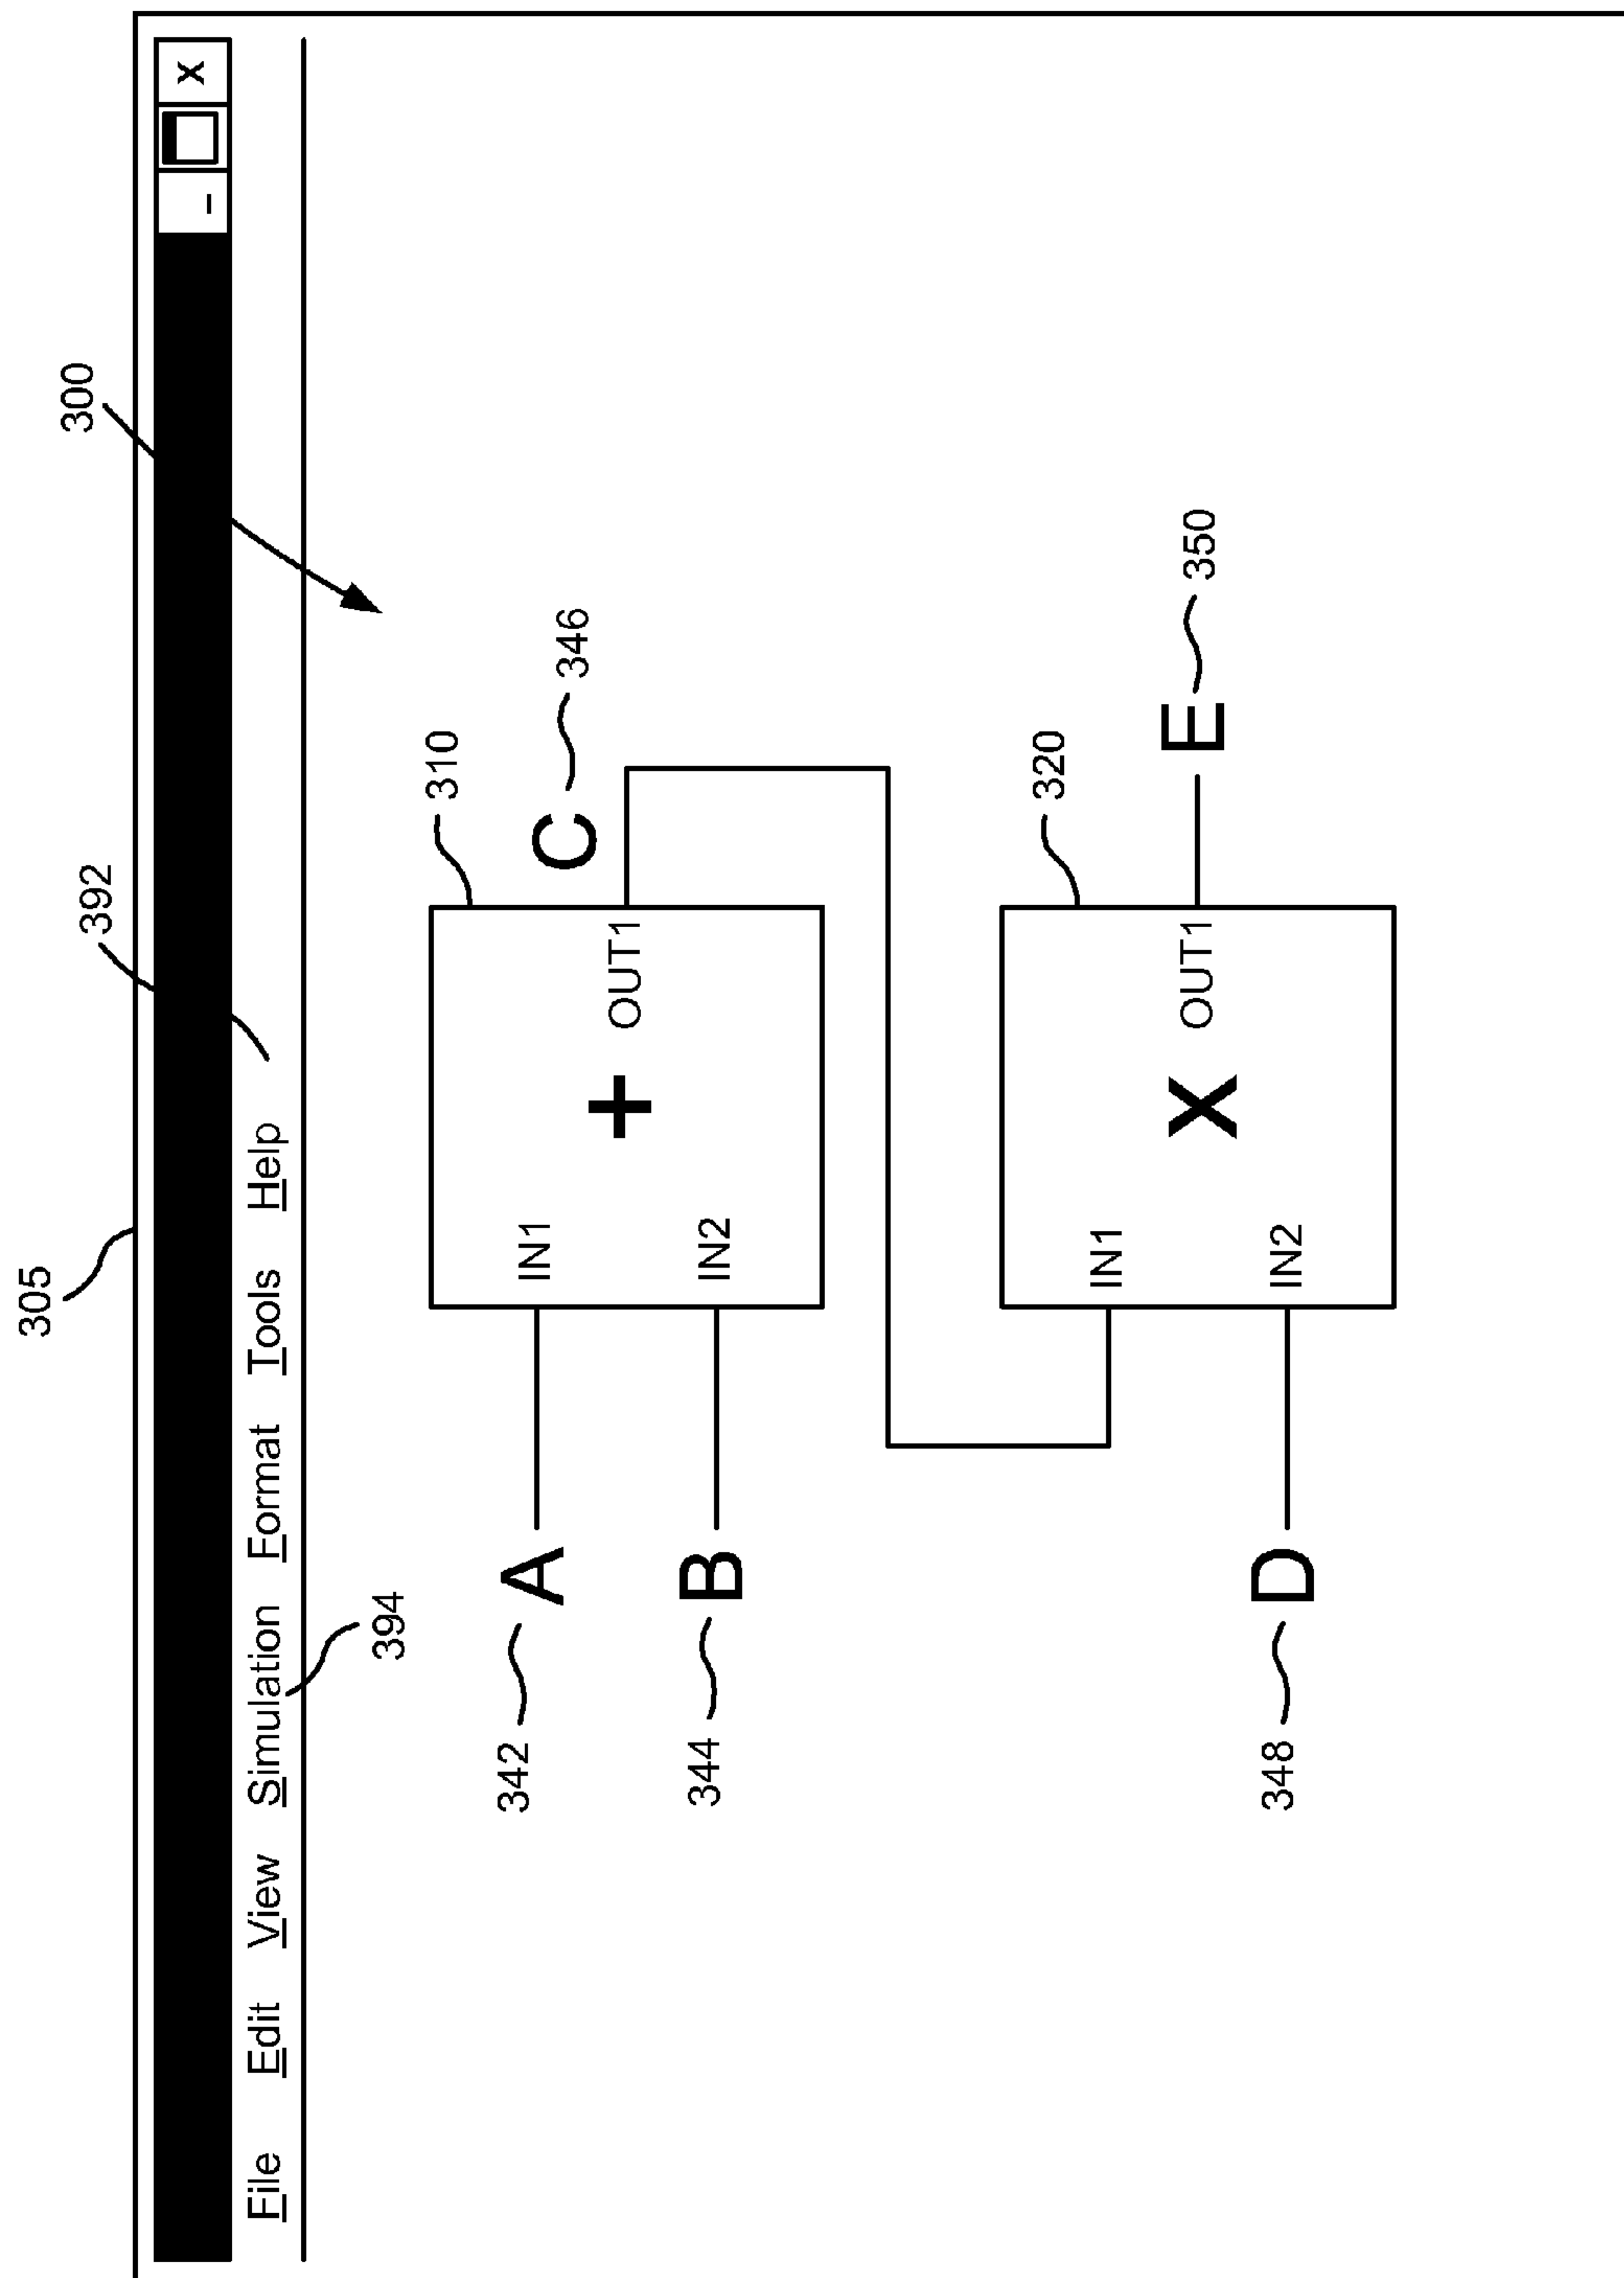 305
392
300
- X
File Edit View Simulation Format Tools Help
394
310
342 A IN1 C 346
+ OUT1
344 B IN2
320
IN1
X OUT1 E 350
348 D IN2